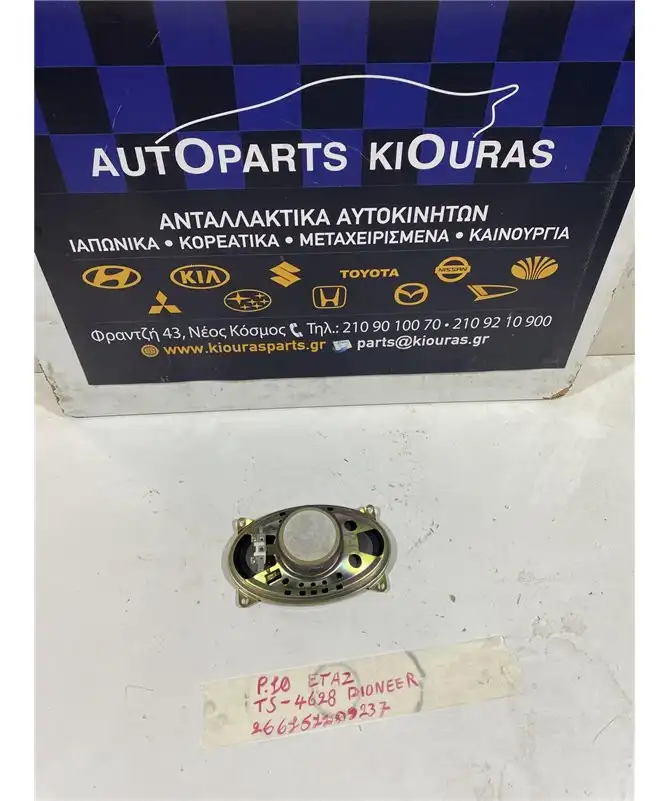 AUTOPARTS KIOURAS
ΑΝΤΑΛΛΑΚΤΙΚΑ ΑΥΤΟΚΙΝΗΤΩΝ
ΙΑΠΩΝΙΚΑ • ΚΟΡΕΑΤΙΚΑ • ΜΕΤΑΧΕΙΡΙΣΜΕΝΑ • ΚΑΙΝΟΥΡΓΙΑ
KIA TOYOTA NISSAN
Φραντζή 43, Νέος Κόσμος Τηλ.: 210 90 100 70 • 210 92 10 900
www.kiourasparts.gr parts@kiouras.gr
P.10 ΕΤΑΖ
TS-4628 PIONEER